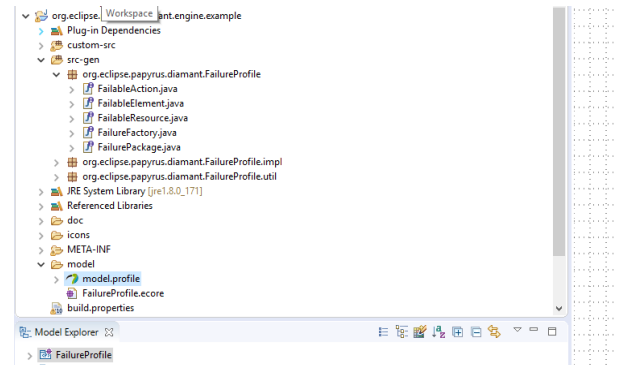 org.eclipse. Workspace ant.engine.example
Plug-in Dependencies
custom-src
src-gen
org.eclipse.papyrus.diamant.FailureProfile
FailableAction.java
FailableElement.java
FailableResource.java
FailureFactory.java
FailurePackage.java
org.eclipse.papyrus.diamant.FailureProfile.impl
org.eclipse.papyrus.diamant.FailureProfile.util
JRE System Library [jre1.8.0_171]
Referenced Libraries
doc
icons
META-INF
model
model.profile
FailureProfile.ecore
build.properties
Model Explorer
FailureProfile